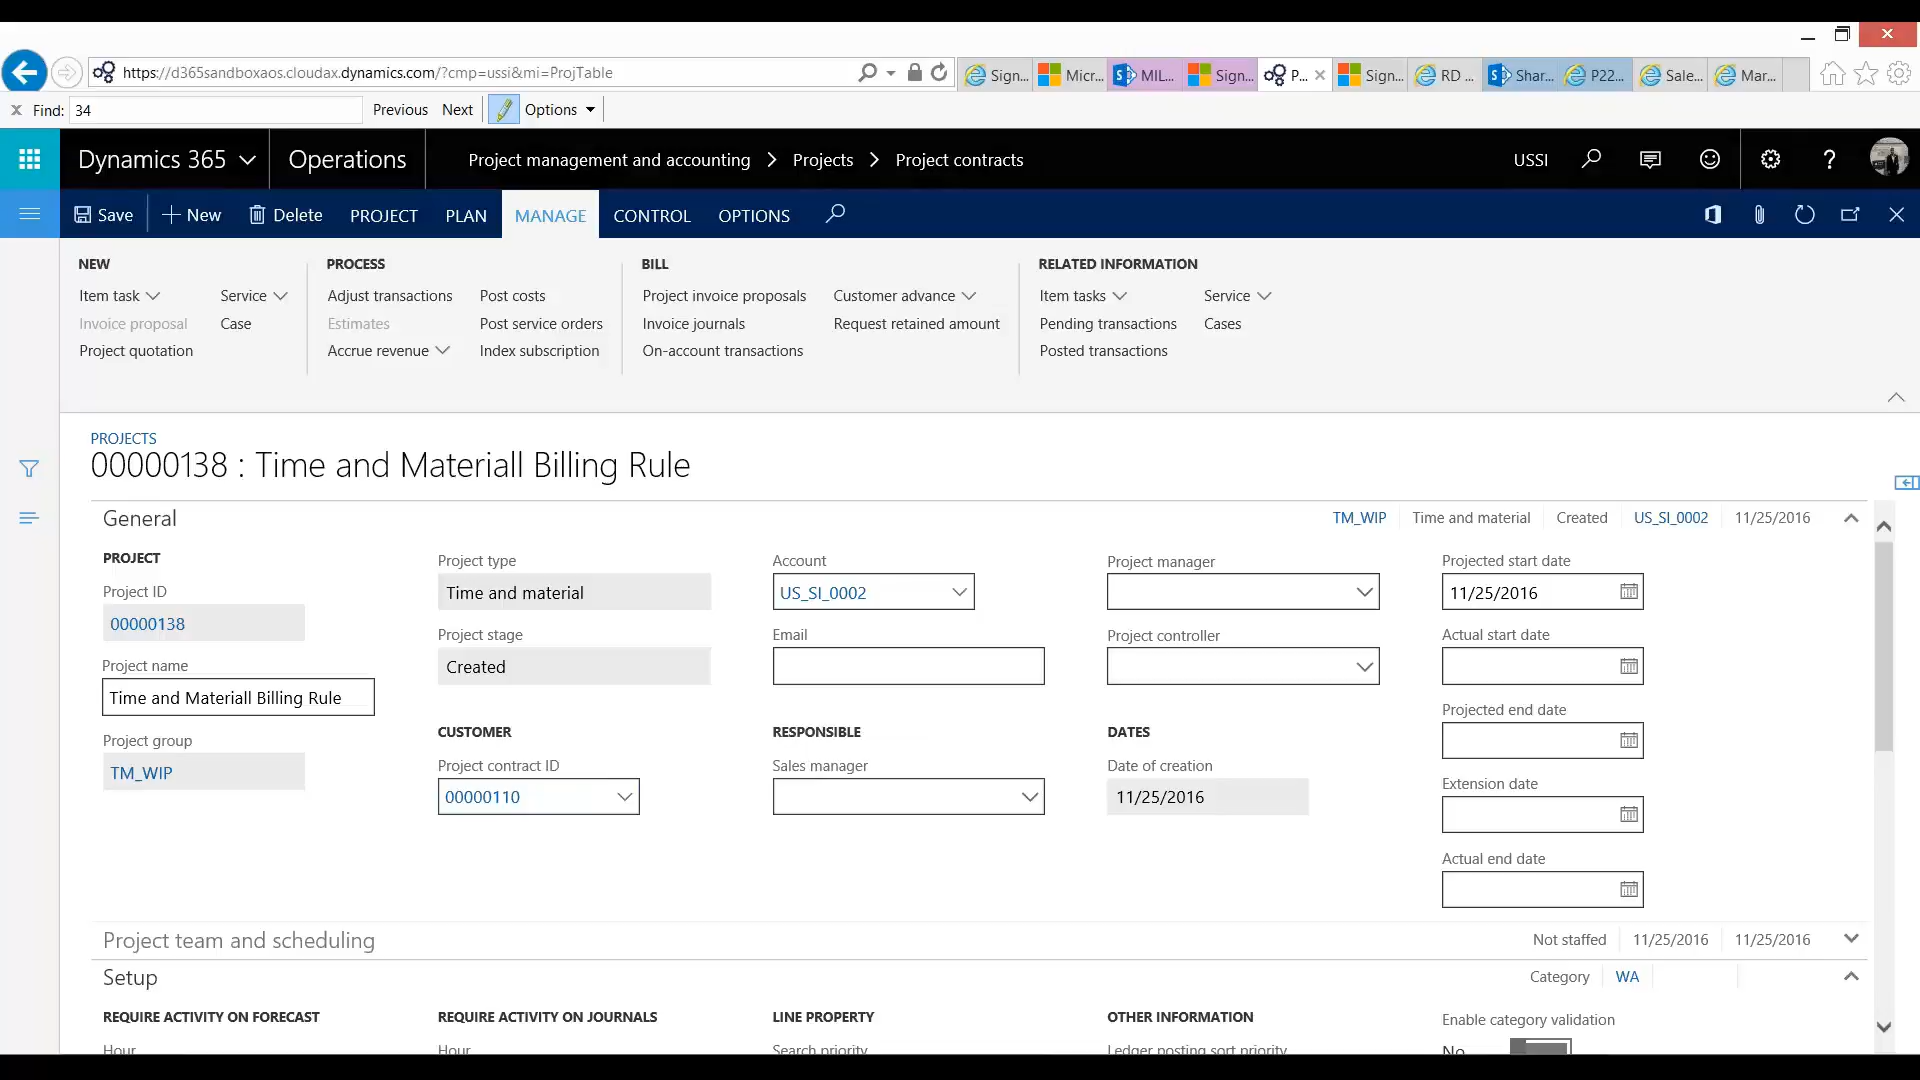 https://d365sandboxaos.cloudax.dynamics.com/?cmp=ussi&mi=ProjTable
Sign... Micr... MIL... Sign... P... Sign... RD ... Shar... P22... Sale... Mar...
x Find: 34 Previous Next Options
Dynamics 365 Operations Project management and accounting > Projects > Project contracts USSI ?
Save New Delete PROJECT PLAN MANAGE CONTROL OPTIONS
NEW PROCESS BILL RELATED INFORMATION
Item task Service Adjust transactions Post costs Project invoice proposals Customer advance Item tasks Service
Invoice proposal Case Estimates Post service orders Invoice journals Request retained amount Pending transactions Cases
Project quotation Accrue revenue Index subscription On-account transactions Posted transactions
PROJECTS
00000138 : Time and Materiall Billing Rule
General TM_WIP Time and material Created US_SI_0002 11/25/2016
PROJECT
Project ID
00000138
Project name
Time and Materiall Billing Rule
Project group
TM_WIP
Project type
Time and material
Project stage
Created
CUSTOMER
Project contract ID
00000110
Account
US_SI_0002
Email
RESPONSIBLE
Sales manager
Project manager
Project controller
DATES
Date of creation
11/25/2016
Projected start date
11/25/2016
Actual start date
Projected end date
Extension date
Actual end date
Project team and scheduling Not staffed 11/25/2016 11/25/2016
Setup Category WA
REQUIRE ACTIVITY ON FORECAST REQUIRE ACTIVITY ON JOURNALS LINE PROPERTY OTHER INFORMATION Enable category validation
Hour Hour Search priority Ledger posting sort priority No